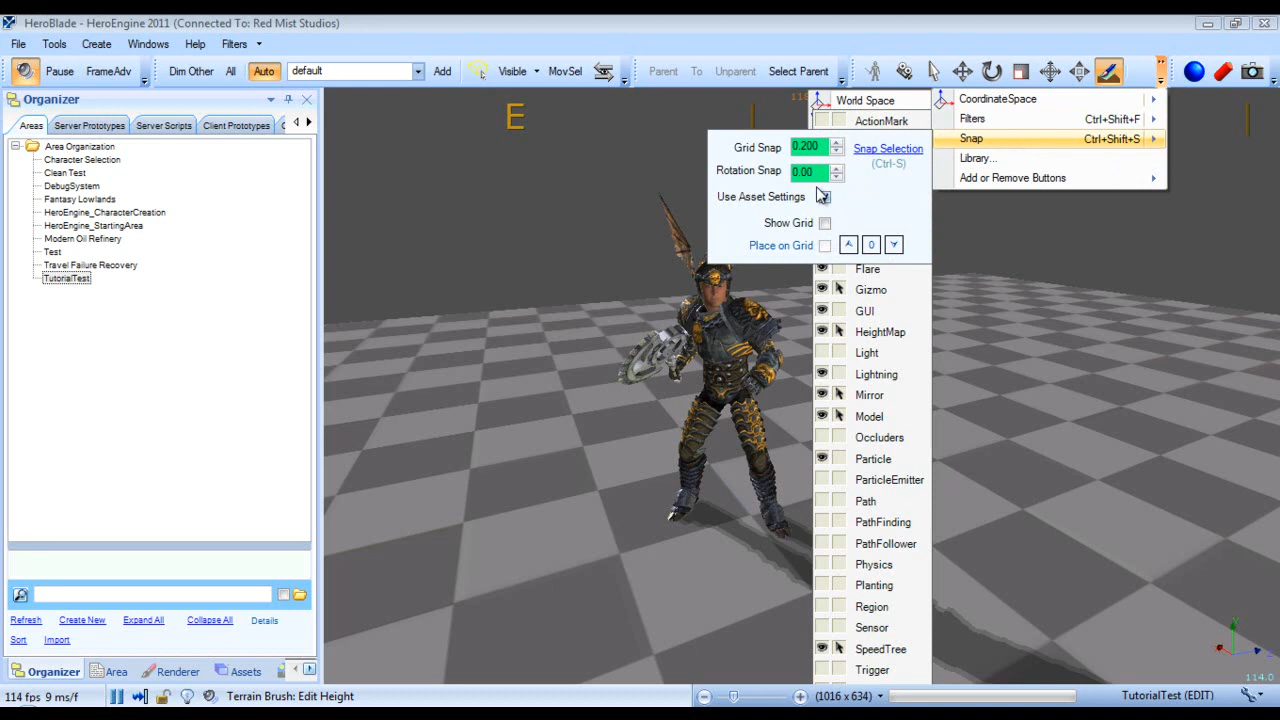 HeroBlade - HeroEngine 2011 (Connected To: Red Mist Studios)
File Tools Create Windows Help Filters
Pause FrameAdv Dim Other All Auto default Add Visible MovSel Parent To Unparent Select Parent
Organizer
Areas Server Prototypes Server Scripts Client Prototypes
Area Organization
Character Selection
Clean Test
DebugSystem
Fantasy Lowlands
HeroEngine_CharacterCreation
HeroEngine_StartingArea
Modern Oil Refinery
Test
Travel Failure Recovery
TutorialTest
Refresh Create New Expand All Collapse All Details
Sort Import
Organizer Area Renderer Assets
E
World Space
ActionMark
Grid Snap 0.200 Snap Selection
(Ctrl-S)
Rotation Snap 0.00
Use Asset Settings
Show Grid
Place on Grid 0
Flare
Gizmo
GUI
HeightMap
Light
Lightning
Mirror
Model
Occluders
Particle
ParticleEmitter
Path
PathFinding
PathFollower
Physics
Planting
Region
Sensor
SpeedTree
Trigger
CoordinateSpace
Filters Ctrl+Shift+F
Snap Ctrl+Shift+S
Library...
Add or Remove Buttons
114.0
114 fps 9 ms/f Terrain Brush: Edit Height (1016 x 634) TutorialTest (EDIT)